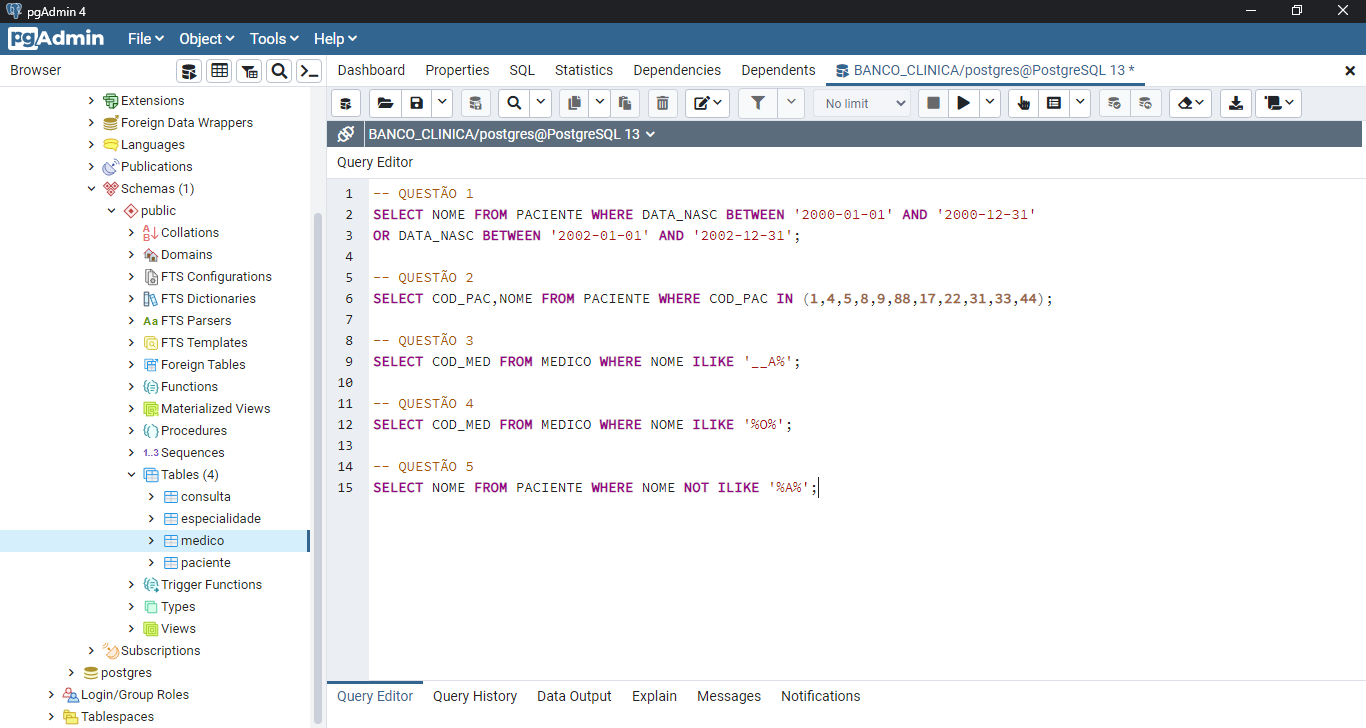 pgAdmin 4
pgAdmin
File Object Tools Help
Browser
Dashboard Properties SQL Statistics Dependencies Dependents BANCO_CLINICA/postgres@PostgreSQL 13 *
No limit
BANCO_CLINICA/postgres@PostgreSQL 13
Query Editor
Extensions
Foreign Data Wrappers
Languages
Publications
Schemas (1)
public
Collations
Domains
FTS Configurations
FTS Dictionaries
Aa FTS Parsers
FTS Templates
Foreign Tables
Functions
Materialized Views
Procedures
1..3 Sequences
Tables (4)
consulta
especialidade
medico
paciente
Trigger Functions
Types
Views
Subscriptions
postgres
Login/Group Roles
Tablespaces
1 -- QUESTÃO 1
2 SELECT NOME FROM PACIENTE WHERE DATA_NASC BETWEEN '2000-01-01' AND '2000-12-31'
3 OR DATA_NASC BETWEEN '2002-01-01' AND '2002-12-31';
4
5 -- QUESTÃO 2
6 SELECT COD_PAC,NOME FROM PACIENTE WHERE COD_PAC IN (1,4,5,8,9,88,17,22,31,33,44);
7
8 -- QUESTÃO 3
9 SELECT COD_MED FROM MEDICO WHERE NOME ILIKE '__A%';
10
11 -- QUESTÃO 4
12 SELECT COD_MED FROM MEDICO WHERE NOME ILIKE '%O%';
13
14 -- QUESTÃO 5
15 SELECT NOME FROM PACIENTE WHERE NOME NOT ILIKE '%A%';
Query Editor Query History Data Output Explain Messages Notifications